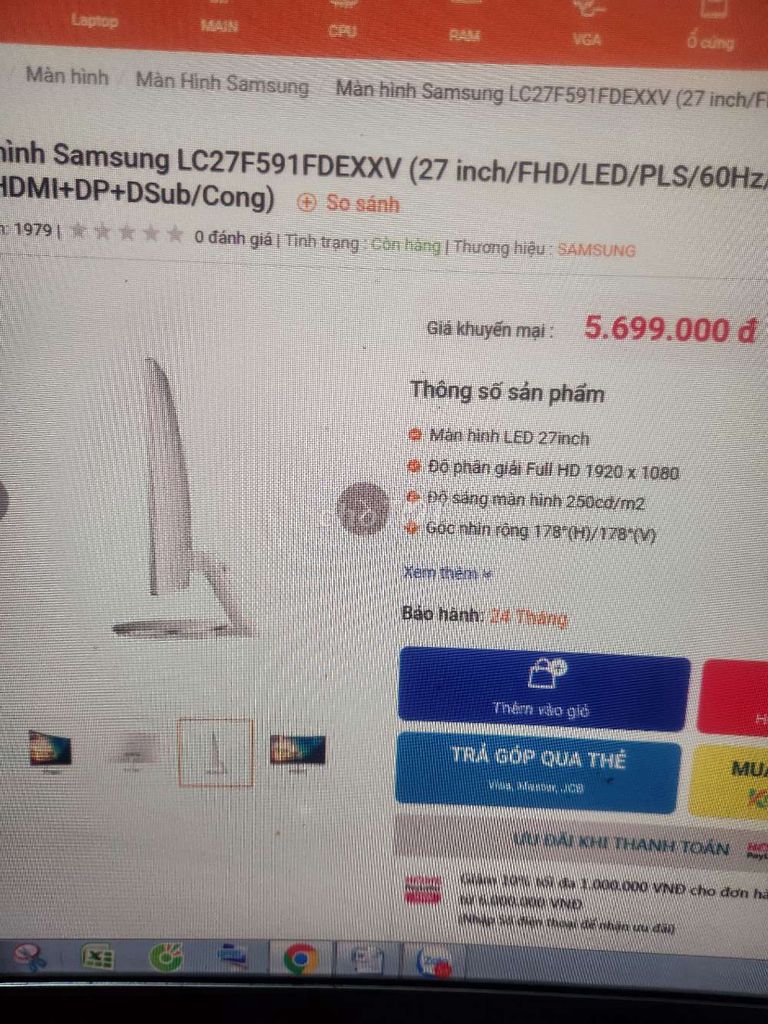 Laptop
MAIN
CPU
RAM
VGA
Ổ cứng
/ Màn hình / Màn Hình Samsung / Màn hình Samsung LC27F591FDEXXV (27 inch/F
hình Samsung LC27F591FDEXXV (27 inch/FHD/LED/PLS/60Hz/
HDMI+DP+DSub/Cong) So sánh
1979 | 0 đánh giá | Tình trạng : Còn hàng | Thương hiệu : SAMSUNG
Giá khuyến mại : 5.699.000 đ
Thông số sản phẩm
Màn hình LED 27inch
Độ phân giải Full HD 1920 x 1080
Độ sáng màn hình 250cd/m2
Góc nhìn rộng 178°(H)/178°(V)
Xem thêm
Bảo hành: 24 Tháng
Thêm vào giỏ
TRẢ GÓP QUA THẺ
Visa, Master, JCB
MUA
ƯU ĐÃI KHI THANH TOÁN
Giảm 10% tối đa 1.000.000 VNĐ cho đơn hà
từ 6.000.000 VNĐ
(Nhập Số điện thoại để nhận ưu đãi)
Zalo